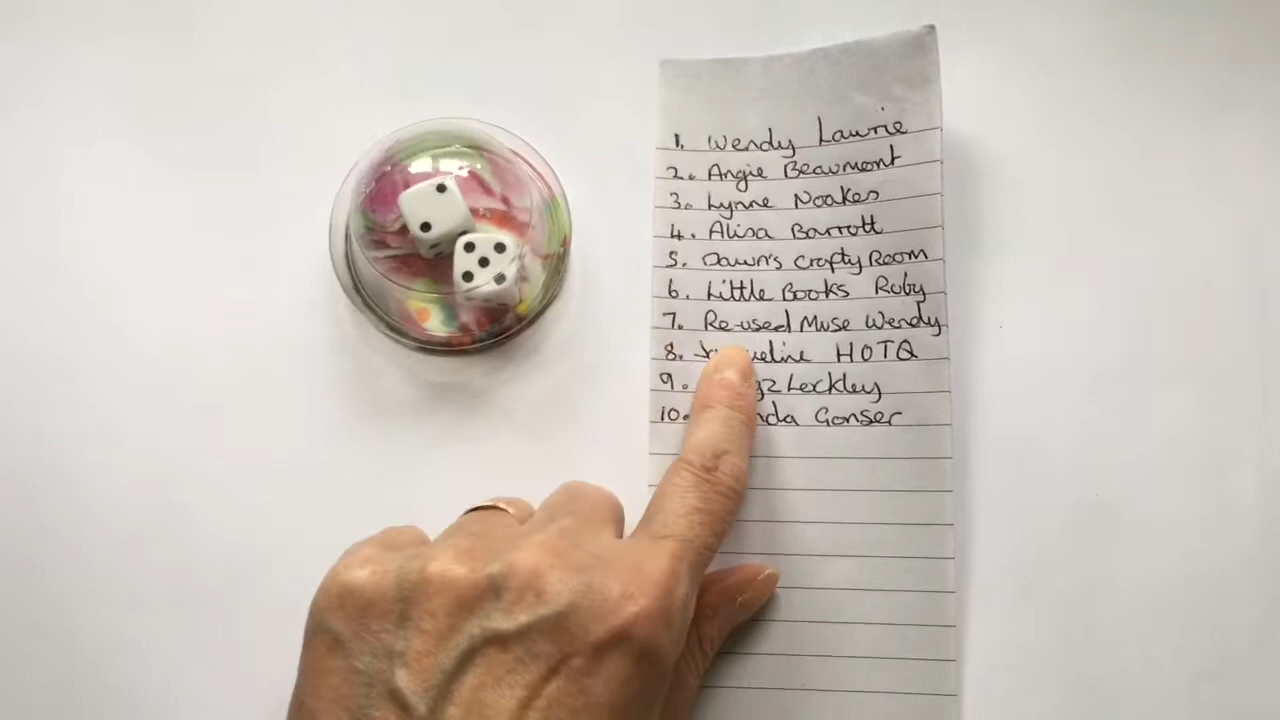 1. Wendy Lawrie
2. Angie Beaumont
3. Lynne Noakes
4. Alisa Barrott
5. Dawn's Crafty Room
6. Little Books Ruby
7. Re-used Muse Wendy
8. HOTQ
9. Leckley
10. Gonser